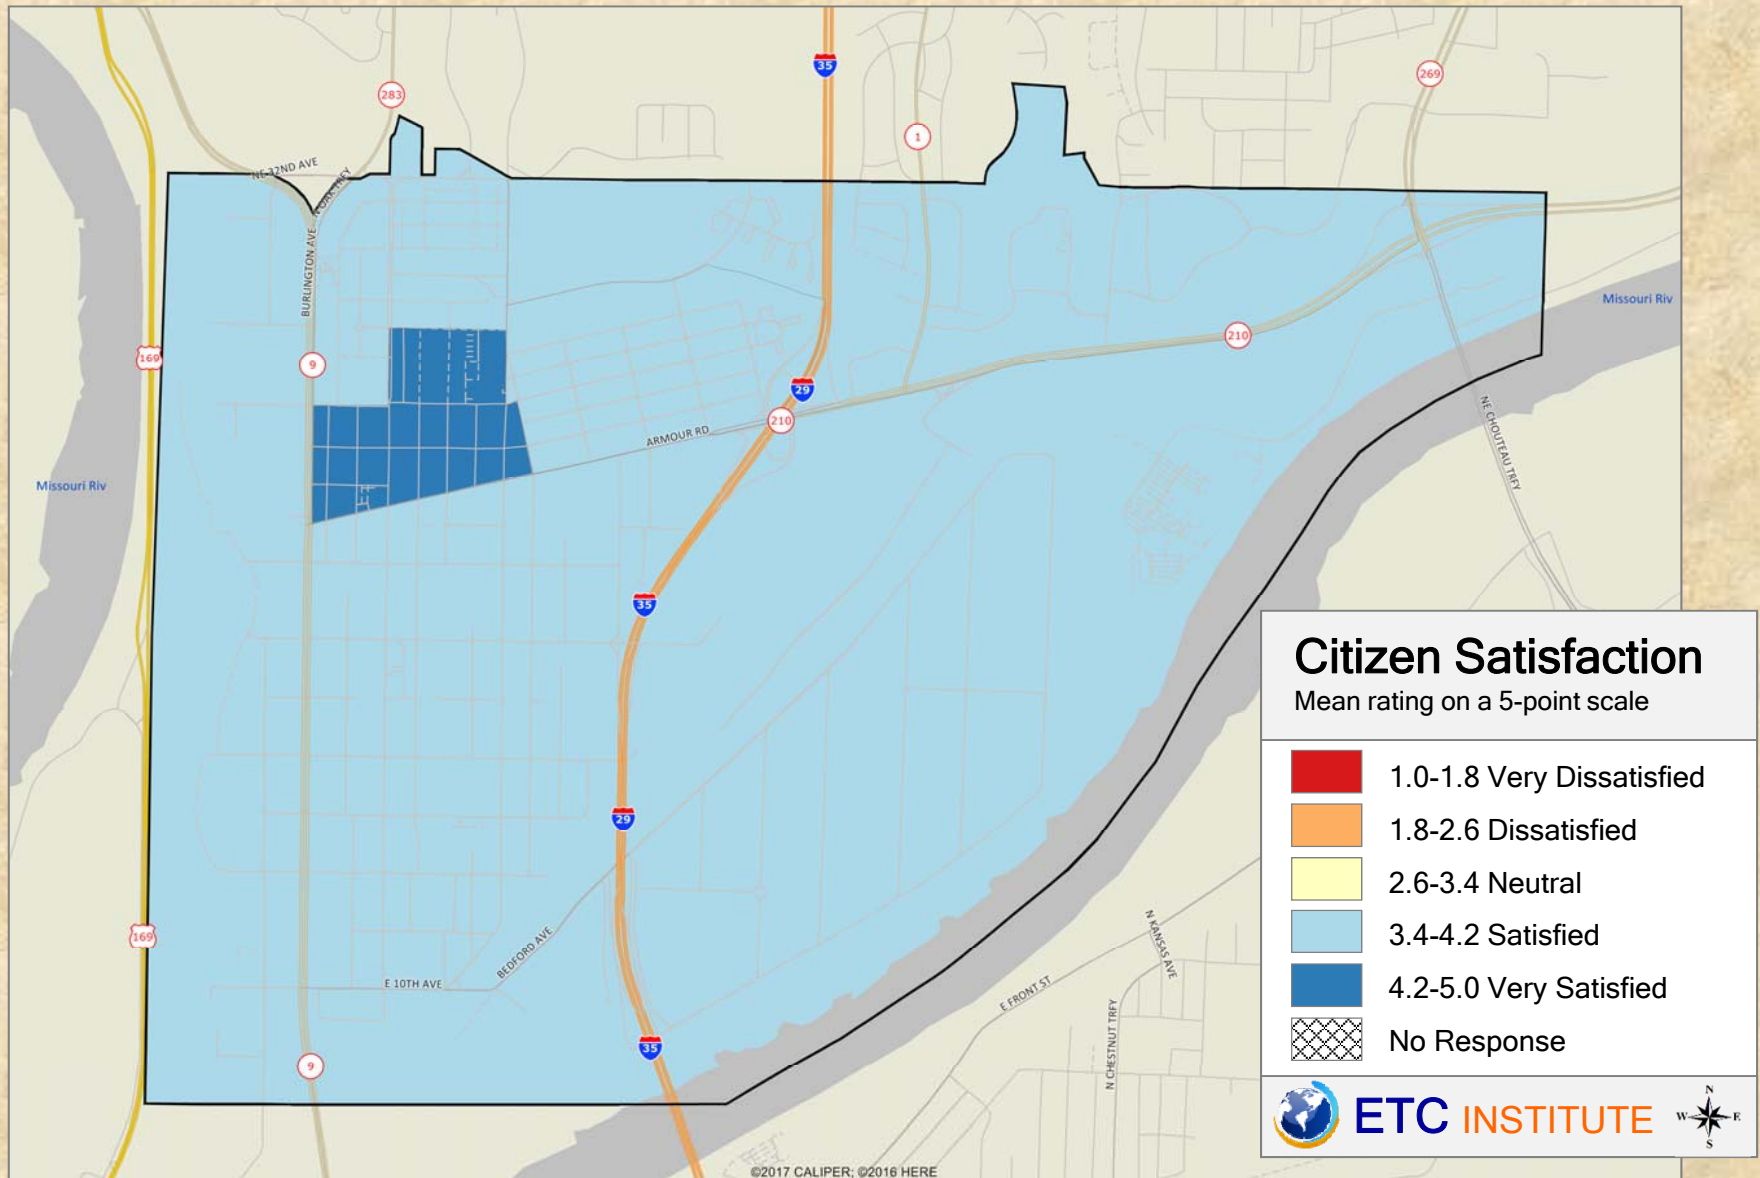 35
269
283
1
NE 32ND AVE
N OAK TRFY
BURLINGTON AVE
Missouri Riv
210
169
9
29
210
ARMOUR RD
NE CHOUTEAU TRFY
Missouri Riv
35
Citizen Satisfaction
Mean rating on a 5-point scale
1.0-1.8 Very Dissatisfied
1.8-2.6 Dissatisfied
2.6-3.4 Neutral
3.4-4.2 Satisfied
4.2-5.0 Very Satisfied
No Response
ETC INSTITUTE
N
W E
S
29
169
BEDFORD AVE
E 10TH AVE
N KANSAS AVE
E FRONT ST
N CHESTNUT TRFY
35
9
©2017 CALIPER; ©2016 HERE